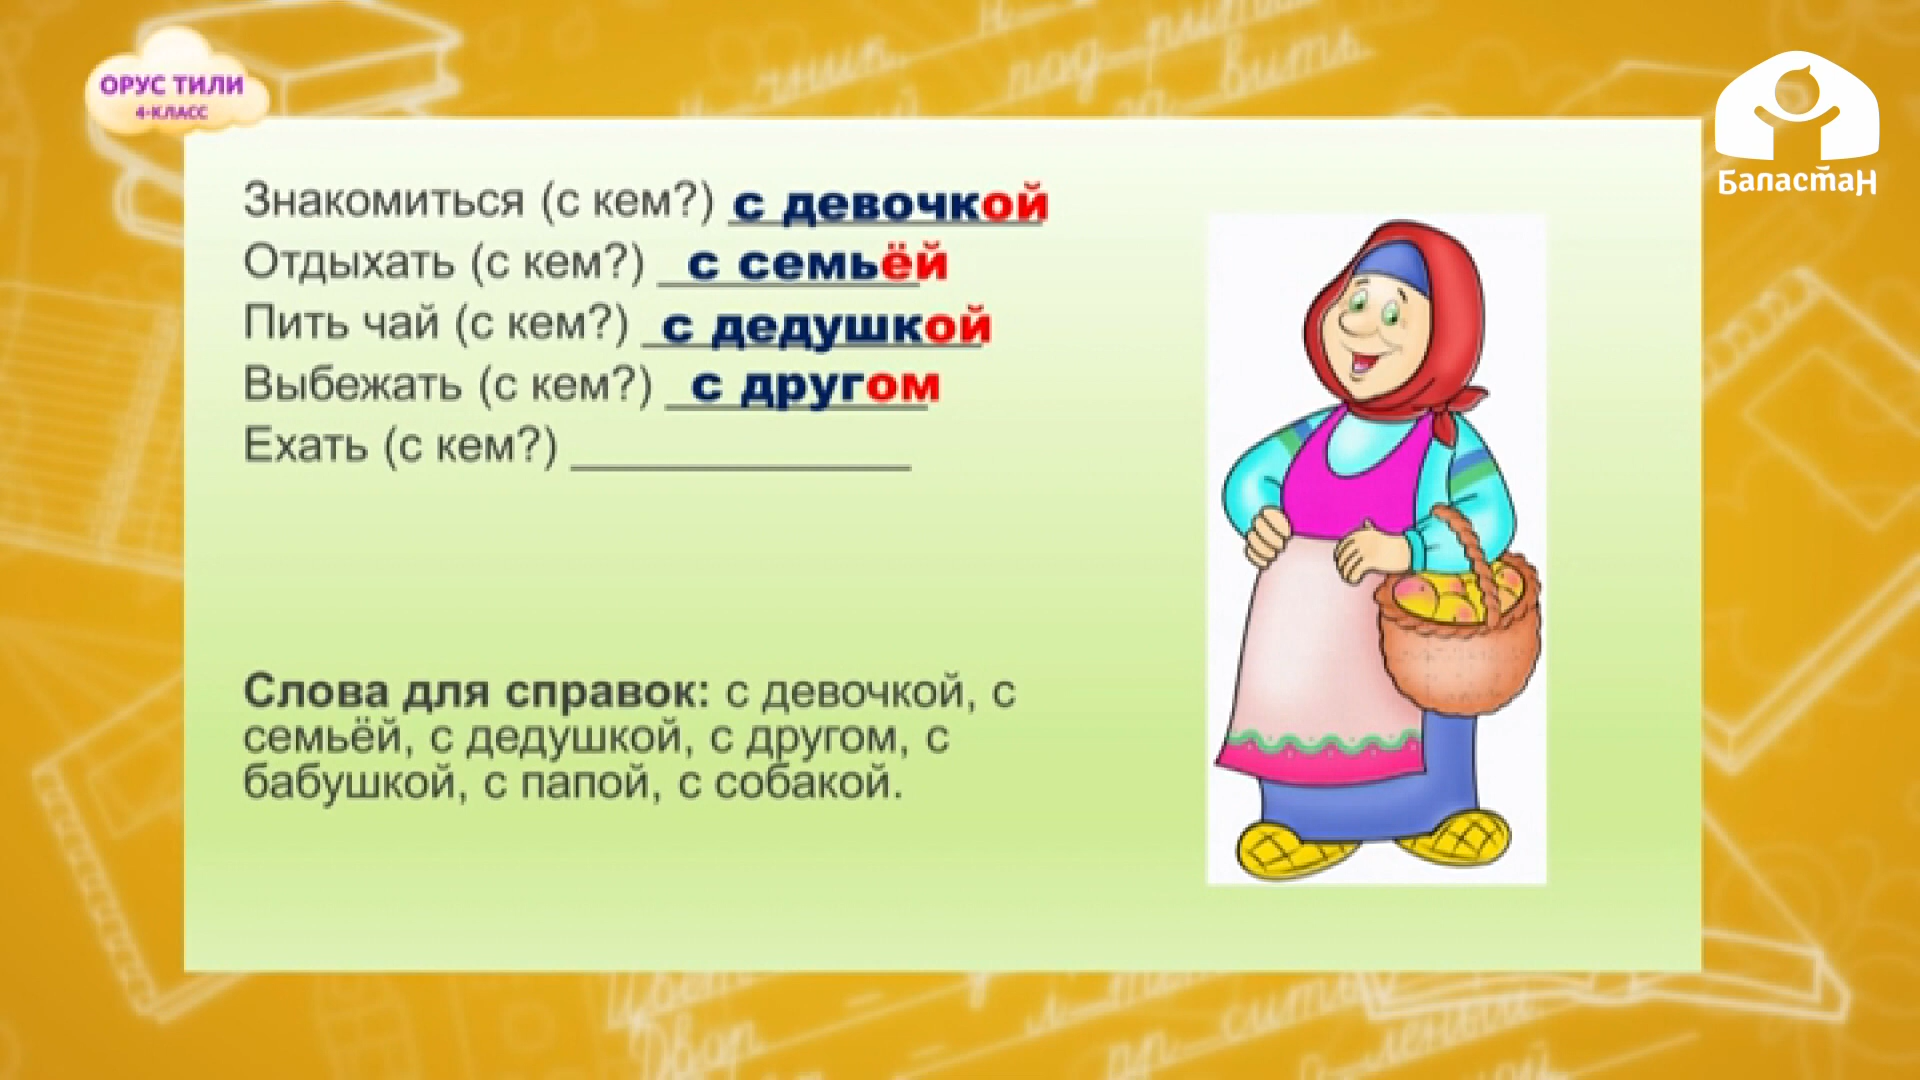 ОРУС ТИЛИ
4-КЛАСС
Баластан
Знакомиться (с кем?) с девочкой
Отдыхать (с кем?) с семьёй
Пить чай (с кем?) с дедушкой
Выбежать (с кем?) с другом
Ехать (с кем?) ______________
Слова для справок: с девочкой, с
семьёй, с дедушкой, с другом, с
бабушкой, с папой, с собакой.